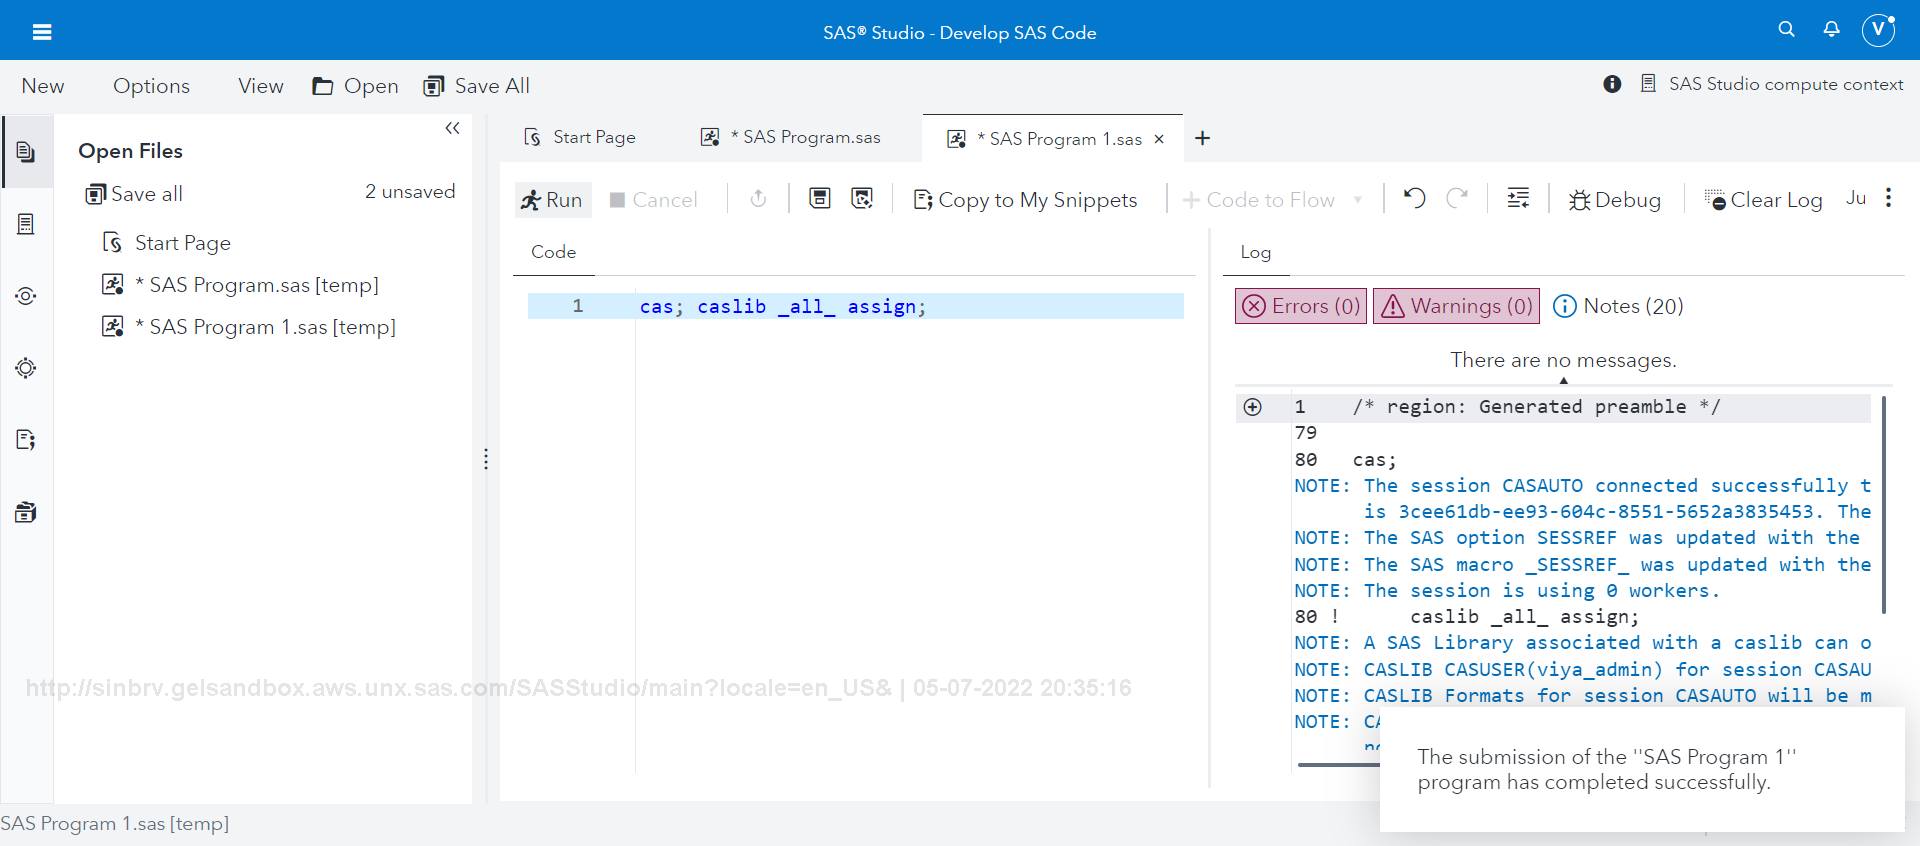 SAS® Studio - Develop SAS Code
V
New Options View Open Save All
SAS Studio compute context
Open Files
Save all 2 unsaved
Start Page
* SAS Program.sas [temp]
* SAS Program 1.sas [temp]
Start Page * SAS Program.sas * SAS Program 1.sas × +
Run Cancel Copy to My Snippets Code to Flow Debug Clear Log Ju
Code
1 cas; caslib _all_ assign;
Log
Errors (0) Warnings (0) Notes (20)
There are no messages.
1 /* region: Generated preamble */
79
80 cas;
NOTE: The session CASAUTO connected successfully t
is 3cee61db-ee93-604c-8551-5652a3835453. The
NOTE: The SAS option SESSREF was updated with the
NOTE: The SAS macro _SESSREF_ was updated with the
NOTE: The session is using 0 workers.
80 ! caslib _all_ assign;
NOTE: A SAS Library associated with a caslib can o
NOTE: CASLIB CASUSER(viya_admin) for session CASAU
NOTE: CASLIB Formats for session CASAUTO will be m
NOTE:
http://sinbrv.gelsandbox.aws.unx.sas.com/SASStudio/main?locale=en_US& | 05-07-2022 20:35:16
The submission of the ''SAS Program 1''
program has completed successfully.
SAS Program 1.sas [temp]